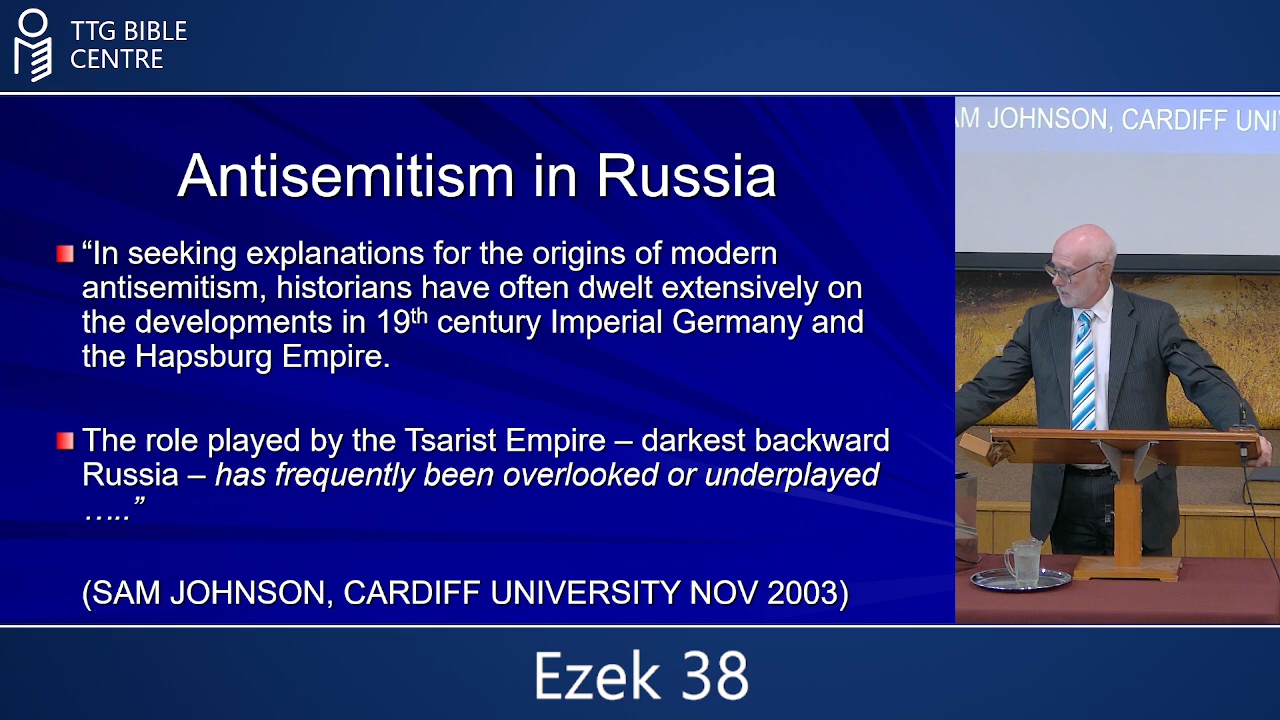 TTG BIBLE
CENTRE
Antisemitism in Russia
“In seeking explanations for the origins of modern
antisemitism, historians have often dwelt extensively on
the developments in 19th century Imperial Germany and
the Hapsburg Empire.
The role played by the Tsarist Empire – darkest backward
Russia – has frequently been overlooked or underplayed
…..”
(SAM JOHNSON, CARDIFF UNIVERSITY NOV 2003)
AM JOHNSON, CARDIFF UNI
Ezek 38